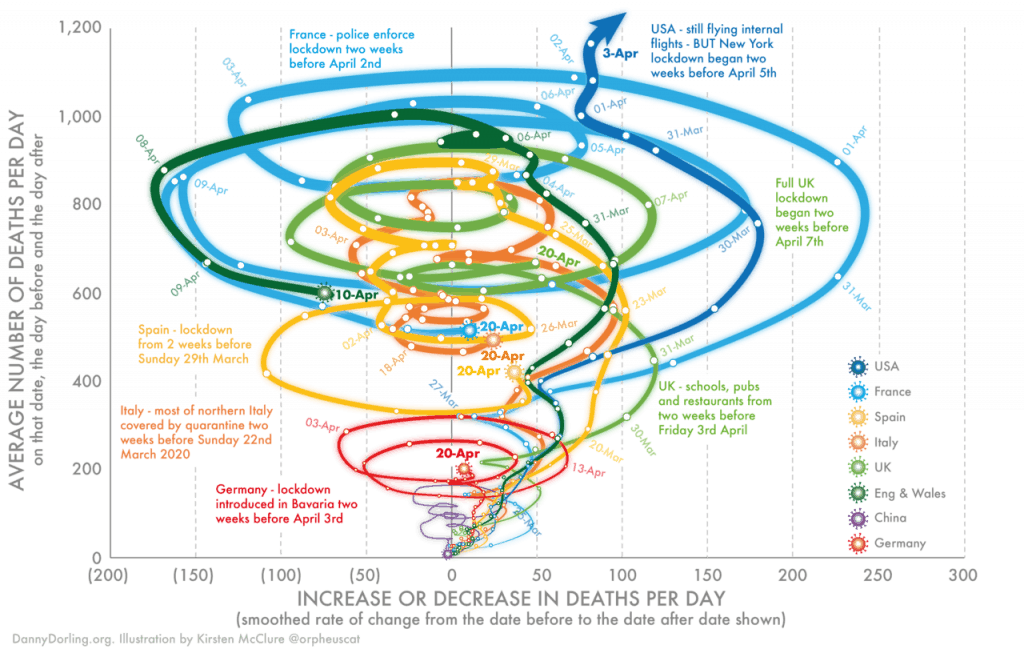 1,200
1,000
800
600
400
200
0
AVERAGE NUMBER OF DEATHS PER DAY
on that date, the day before and the day after
France - police enforce
lockdown two weeks
before April 2nd
USA - still flying internal
flights - BUT New York
lockdown began two
weeks before April 5th
3-Apr
02-Apr
03-Apr
06-Apr
01-Apr
31-Mar
01-Apr
05-Apr
06-Apr
08-Apr
09-Apr
29-Mar
04-Apr
31-Mar
07-Apr
Full UK
lockdown
began two
weeks before
April 7th
03-Apr
25-Mar
30-Mar
20-Apr
09-Apr
10-Apr
31-Mar
23-Mar
Spain - lockdown
from 2 weeks before
Sunday 29th March
02-Apr
20-Apr
26-Mar
18-Apr
20-Apr
20-Apr
31-Mar
27-Mar
UK - schools, pubs
and restaurants from
two weeks before
Friday 3rd April
30-Mar
Italy - most of northern Italy
covered by quarantine two
weeks before Sunday 22nd
March 2020
03-Apr
20-Apr
20-Mar
13-Apr
Germany - lockdown
introduced in Bavaria two
weeks before April 3rd
USA
France
Spain
Italy
UK
Eng & Wales
China
Germany
(200) (150) (100) (50) 0 50 100 150 200 250 300
INCREASE OR DECREASE IN DEATHS PER DAY
(smoothed rate of change from the date before to the date after date shown)
DannyDorling.org. Illustration by Kirsten McClure @orpheuscat